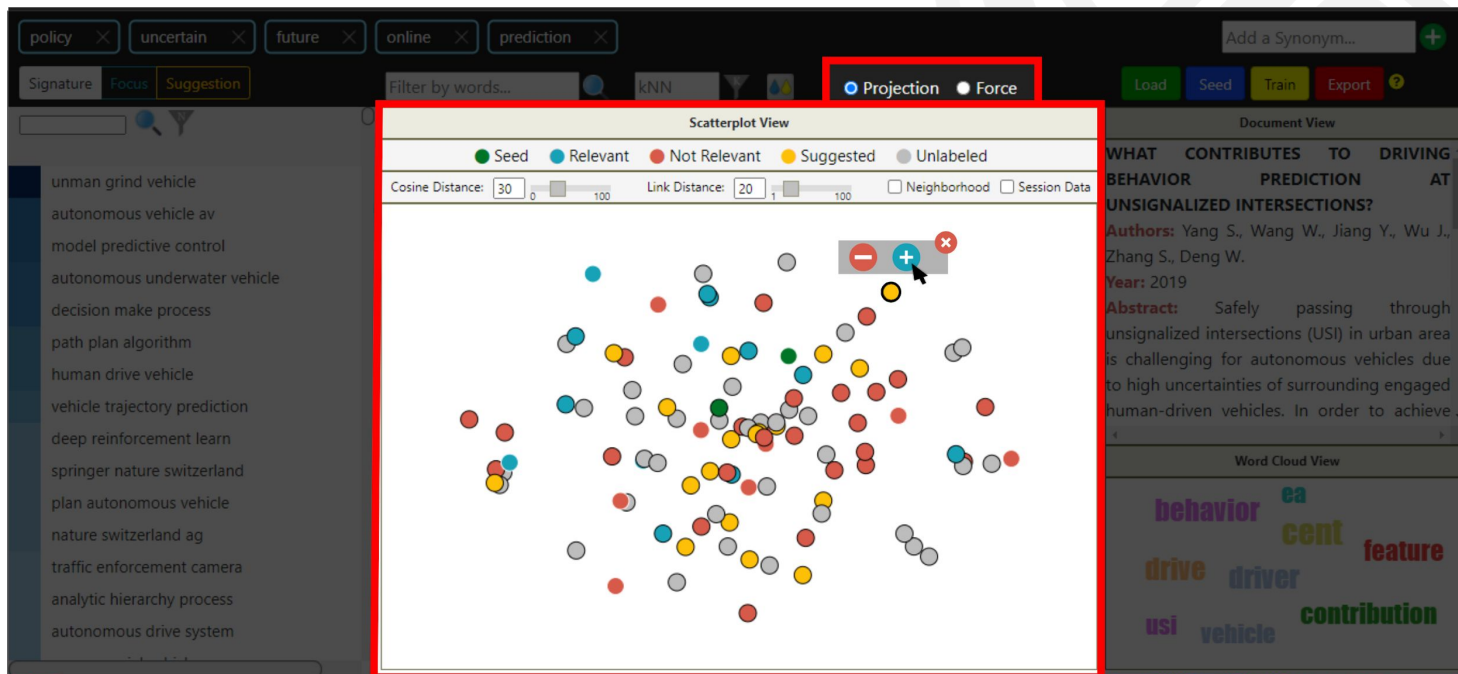 policy × uncertain × future × online × prediction ×
Add a Synonym...
Signature Focus Suggestion
Filter by words...
kNN
Projection Force
Load Seed Train Export ?
Scatterplot View
Seed Relevant Not Relevant Suggested Unlabeled
Cosine Distance: 30 0 100 Link Distance: 20 1 100 Neighborhood Session Data
unman grind vehicle
autonomous vehicle av
model predictive control
autonomous underwater vehicle
decision make process
path plan algorithm
human drive vehicle
vehicle trajectory prediction
deep reinforcement learn
springer nature switzerland
plan autonomous vehicle
nature switzerland ag
traffic enforcement camera
analytic hierarchy process
autonomous drive system
Document View
WHAT CONTRIBUTES TO DRIVING
BEHAVIOR PREDICTION AT
UNSIGNALIZED INTERSECTIONS?
Authors: Yang S., Wang W., Jiang Y., Wu J.,
Zhang S., Deng W.
Year: 2019
Abstract: Safely passing through
unsignalized intersections (USI) in urban area
is challenging for autonomous vehicles due
to high uncertainties of surrounding engaged
human-driven vehicles. In order to achieve
Word Cloud View
behavior ea
cent
feature
drive driver
contribution
usi vehicle